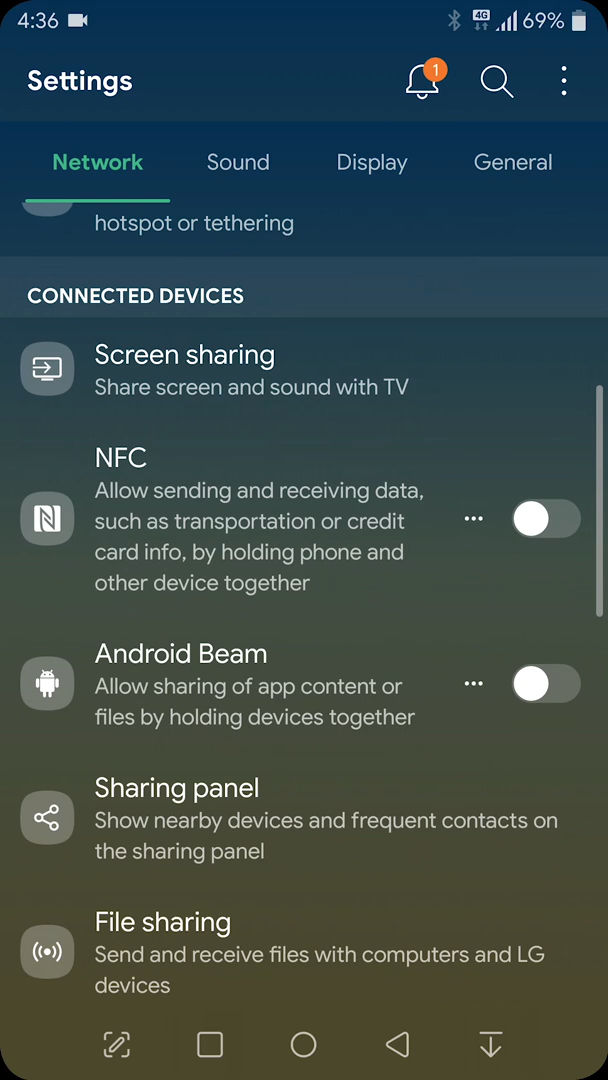 4:36
4G
69%
Settings
1
Network
Sound
Display
General
hotspot or tethering
CONNECTED DEVICES
Screen sharing
Share screen and sound with TV
NFC
Allow sending and receiving data,
such as transportation or credit
card info, by holding phone and
other device together
Android Beam
Allow sharing of app content or
files by holding devices together
Sharing panel
Show nearby devices and frequent contacts on
the sharing panel
File sharing
Send and receive files with computers and LG
devices